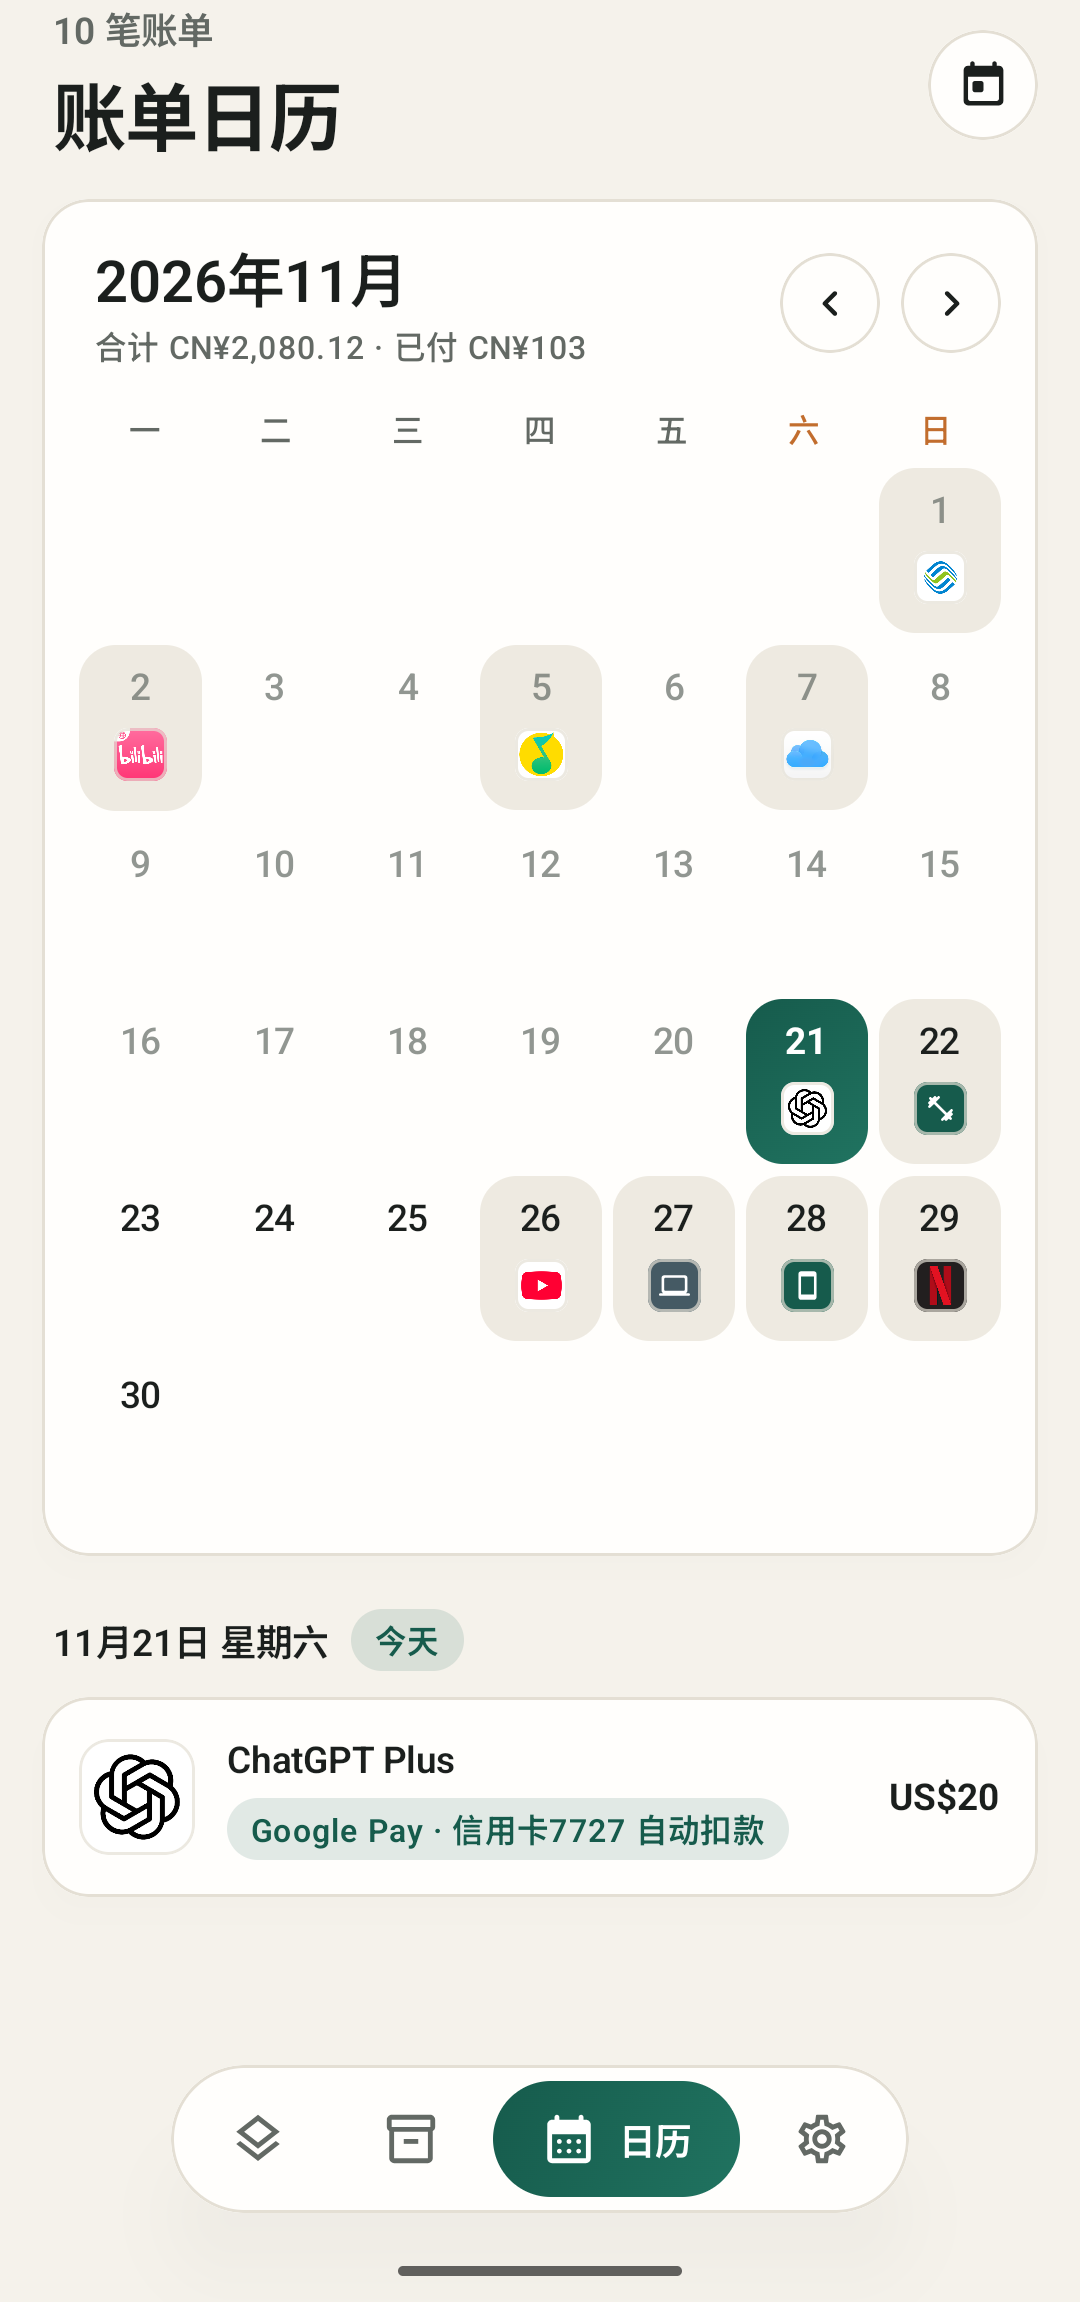 10 笔账单
账单日历
2026年11月
合计 CN¥2,080.12 · 已付 CN¥103
一 二 三 四 五 六 日
1
2 3 4 5 6 7 8
bilibili
9 10 11 12 13 14 15
16 17 18 19 20 21 22
23 24 25 26 27 28 29
N
30
11月21日 星期六 今天
ChatGPT Plus
US$20
Google Pay · 信用卡7727 自动扣款
日历